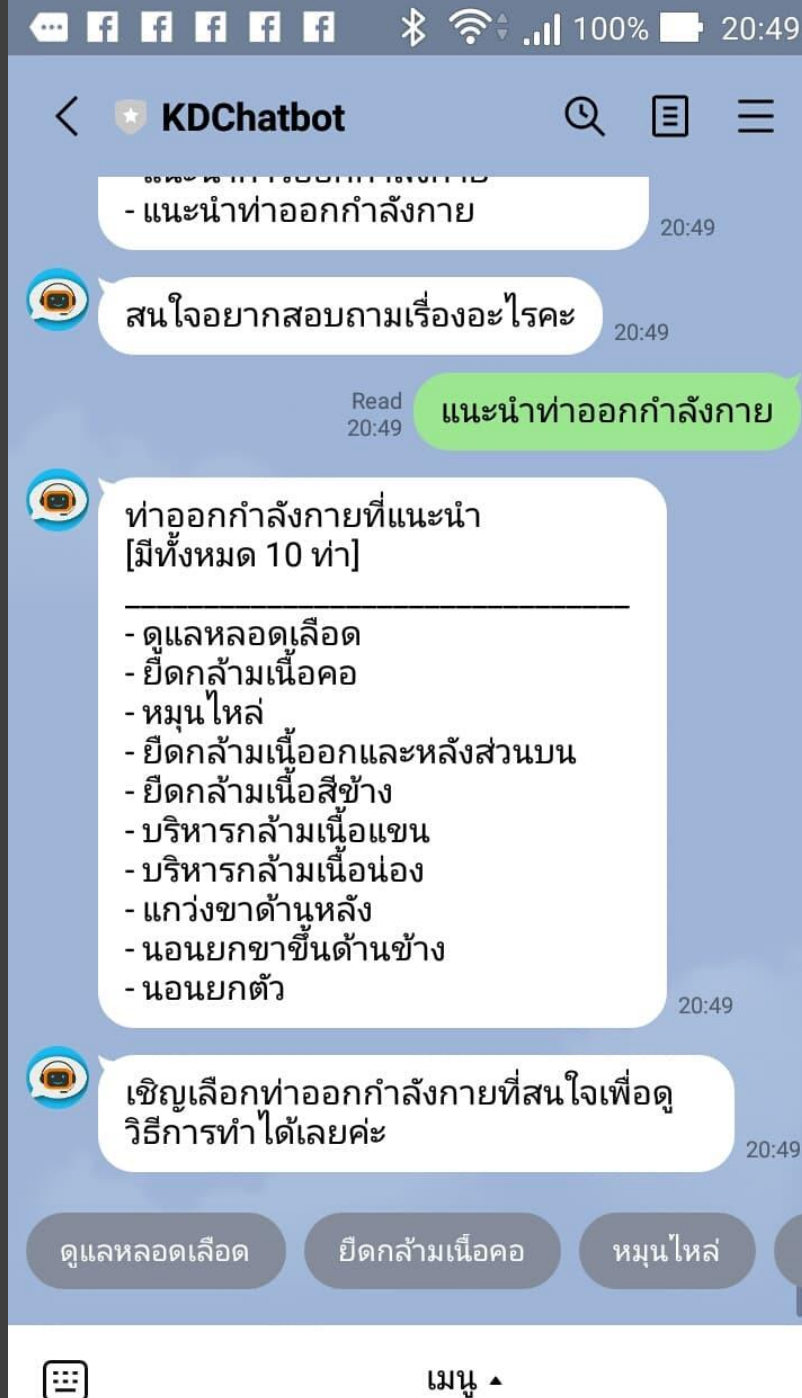 100% 20:49
KDChatbot
- แนะนำท่าออกกำลังกาย
20:49
สนใจอยากสอบถามเรื่องอะไรคะ
20:49
Read
20:49
แนะนำท่าออกกำลังกาย
ท่าออกกำลังกายที่แนะนำ
[มีทั้งหมด 10 ท่า]
- ดูแลหลอดเลือด
- ยืดกล้ามเนื้อคอ
- หมุนไหล่
- ยืดกล้ามเนื้ออกและหลังส่วนบน
- ยืดกล้ามเนื้อสีข้าง
- บริหารกล้ามเนื้อแขน
- บริหารกล้ามเนื้อน่อง
- แกว่งขาด้านหลัง
- นอนยกขาขึ้นด้านข้าง
- นอนยกตัว
20:49
เชิญเลือกท่าออกกำลังกายที่สนใจเพื่อดู
วิธีการทำได้เลยค่ะ
20:49
ดูแลหลอดเลือด ยืดกล้ามเนื้อคอ หมุนไหล่
เมนู